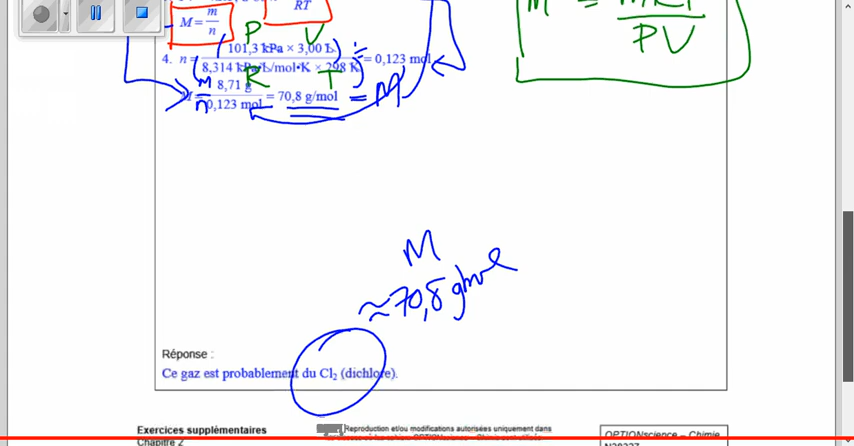 RT
M = m/n
M = mRT/PV
P V
4. n = 101,3 kPa × 3,00 L / 8,314 kPa•L/mol•K × 298 K = 0,123 mol
R T
m 8,71 g
n 0,123 mol = 70,8 g/mol = M
M
≈ 70,8 g/mol
Réponse :
Ce gaz est probablement du Cl₂ (dichlore).
Exercices supplémentaires
Chapitre 2
Reproduction et/ou modifications autorisées uniquement dans
OPTIONscience – Chimie